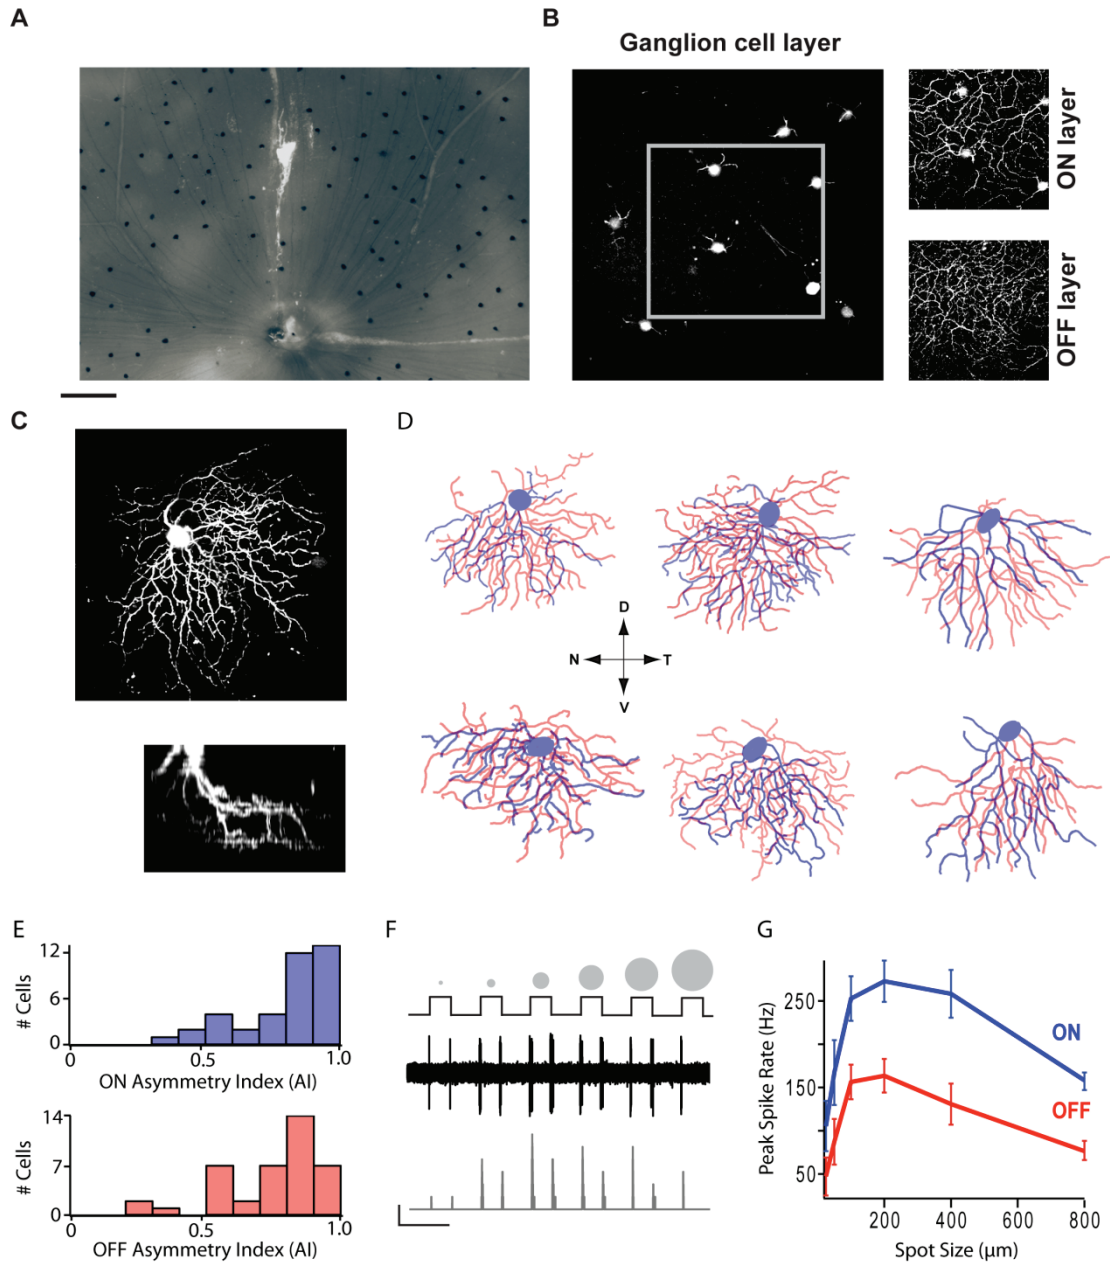 A
B
Ganglion cell layer
ON layer
OFF layer
C
D
D
N
T
V
E
12
6
0
# Cells
0
0.5
1.0
ON Asymmetry Index (AI)
14
7
0
# Cells
0
0.5
1.0
OFF Asymmetry Index (AI)
F
G
250
150
50
Peak Spike Rate (Hz)
ON
OFF
200
400
600
800
Spot Size (µm)